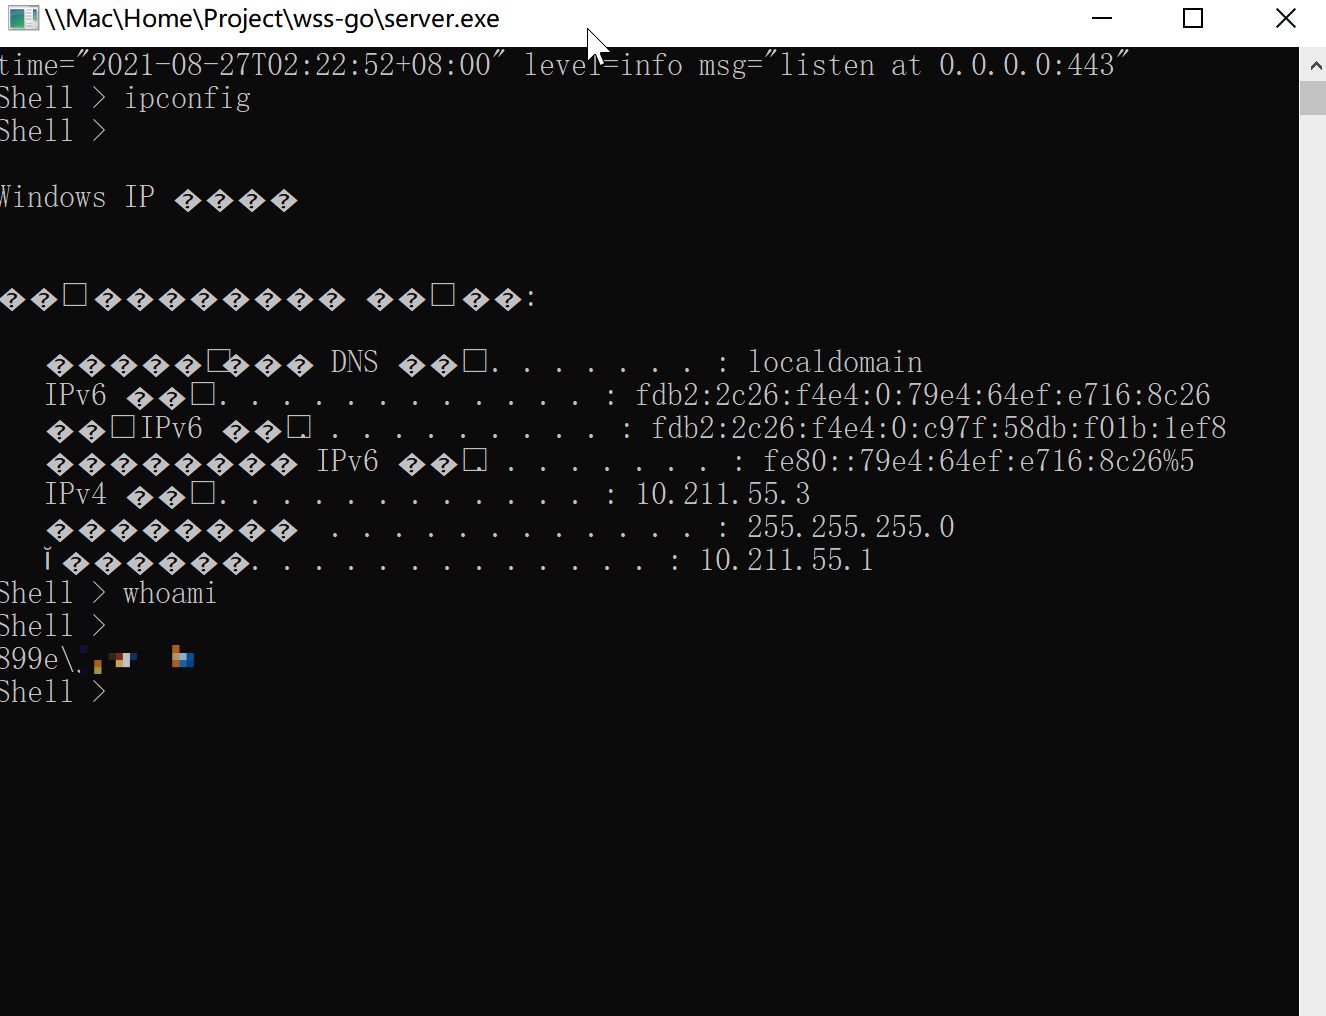 \\Mac\Home\Project\wss-go\server.exe
time="2021-08-27T02:22:52+08:00" level=info msg="listen at 0.0.0.0:443"
Shell > ipconfig
Shell >
Windows IP ����
��□�������� ��□��:
�����□��� DNS ��□. . . . . . . : localdomain
IPv6 ��□. . . . . . . . . . . . . : fdb2:2c26:f4e4:0:79e4:64ef:e716:8c26
��□IPv6 ��□. . . . . . . . . . . : fdb2:2c26:f4e4:0:c97f:58db:f01b:1ef8
�������� IPv6 ��□. . . . . . . . . : fe80::79e4:64ef:e716:8c26%5
IPv4 ��□. . . . . . . . . . . . . : 10.211.55.3
�������� . . . . . . . . . . . . : 255.255.255.0
Ĭ������. . . . . . . . . . . . . : 10.211.55.1
Shell > whoami
Shell >
899e\
Shell >